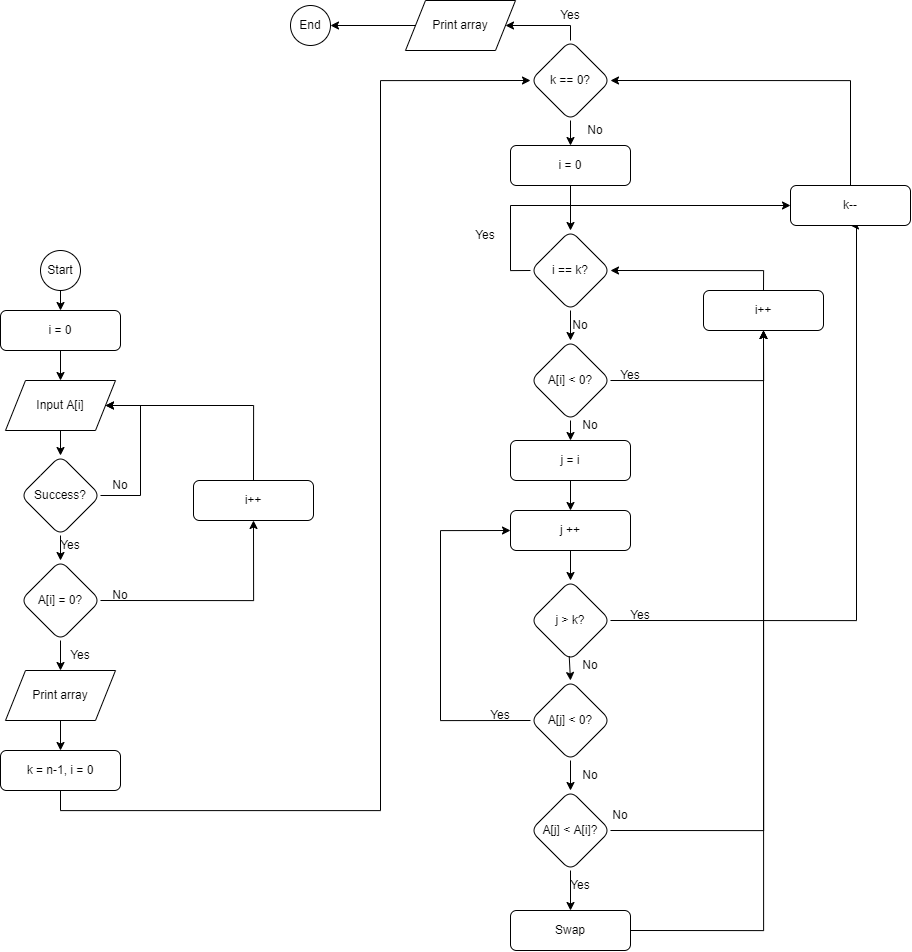 End
Print array
Yes
k == 0?
No
i = 0
k--
Yes
i == k?
i++
No
A[i] < 0?
Yes
No
j = i
j ++
j > k?
Yes
No
A[j] < 0?
Yes
No
A[j] < A[i]?
No
Yes
Swap
Start
i = 0
Input A[i]
Success?
No
i++
Yes
A[i] = 0?
No
Yes
Print array
k = n-1, i = 0